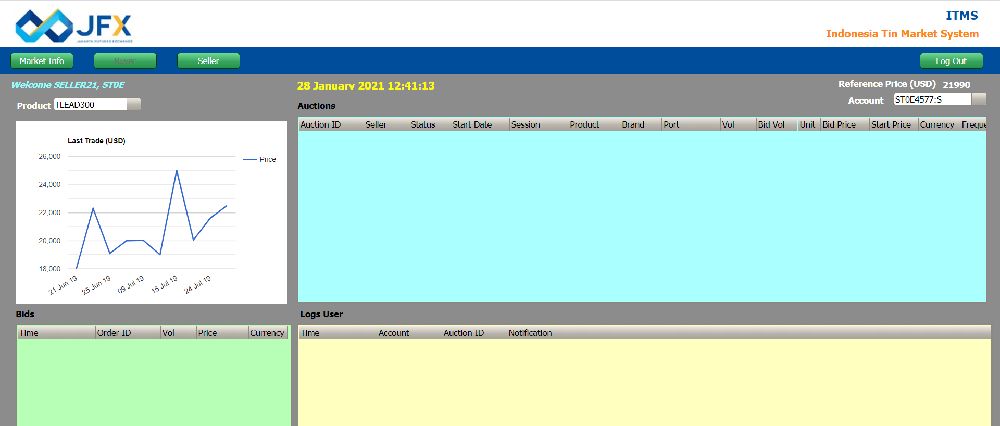 JFX
JAKARTA FUTURES EXCHANGE
ITMS
Indonesia Tin Market System
Market Info
Buyer
Seller
Log Out
Welcome SELLER21, ST0E
28 January 2021 12:41:13
Reference Price (USD) 21990
Product TLEAD300
Account ST0E4577:S
Auctions
Auction ID Seller Status Start Date Session Product Brand Port Vol Bid Vol Unit Bid Price Start Price Currency Freque
Last Trade (USD)
Price
26,000
24,000
22,000
20,000
18,000
21 Jun 19
25 Jun 19
09 Jul 19
15 Jul 19
24 Jul 19
Bids
Time Order ID Vol Price Currency
Logs User
Time Account Auction ID Notification